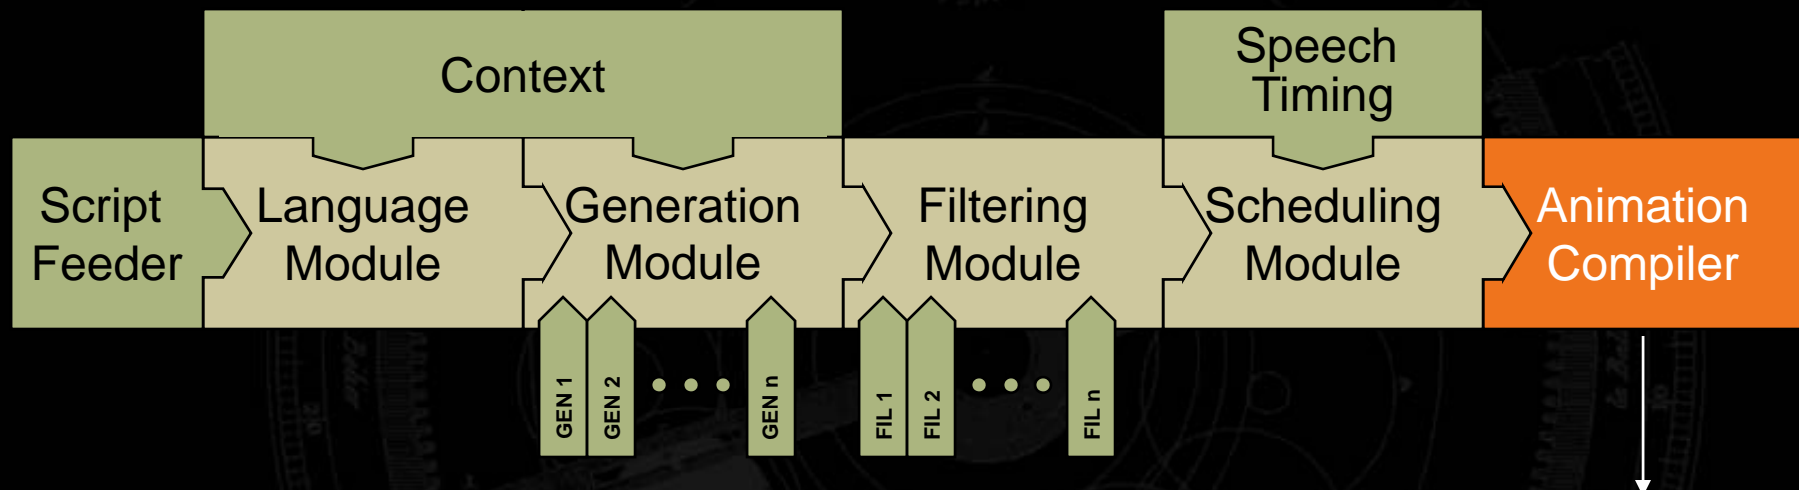 Context
Speech
Timing
Script
Feeder
Language
Module
Generation
Module
Filtering
Module
Scheduling
Module
Animation
Compiler
GEN 1
GEN 2
GEN n
FIL 1
FIL 2
FIL n